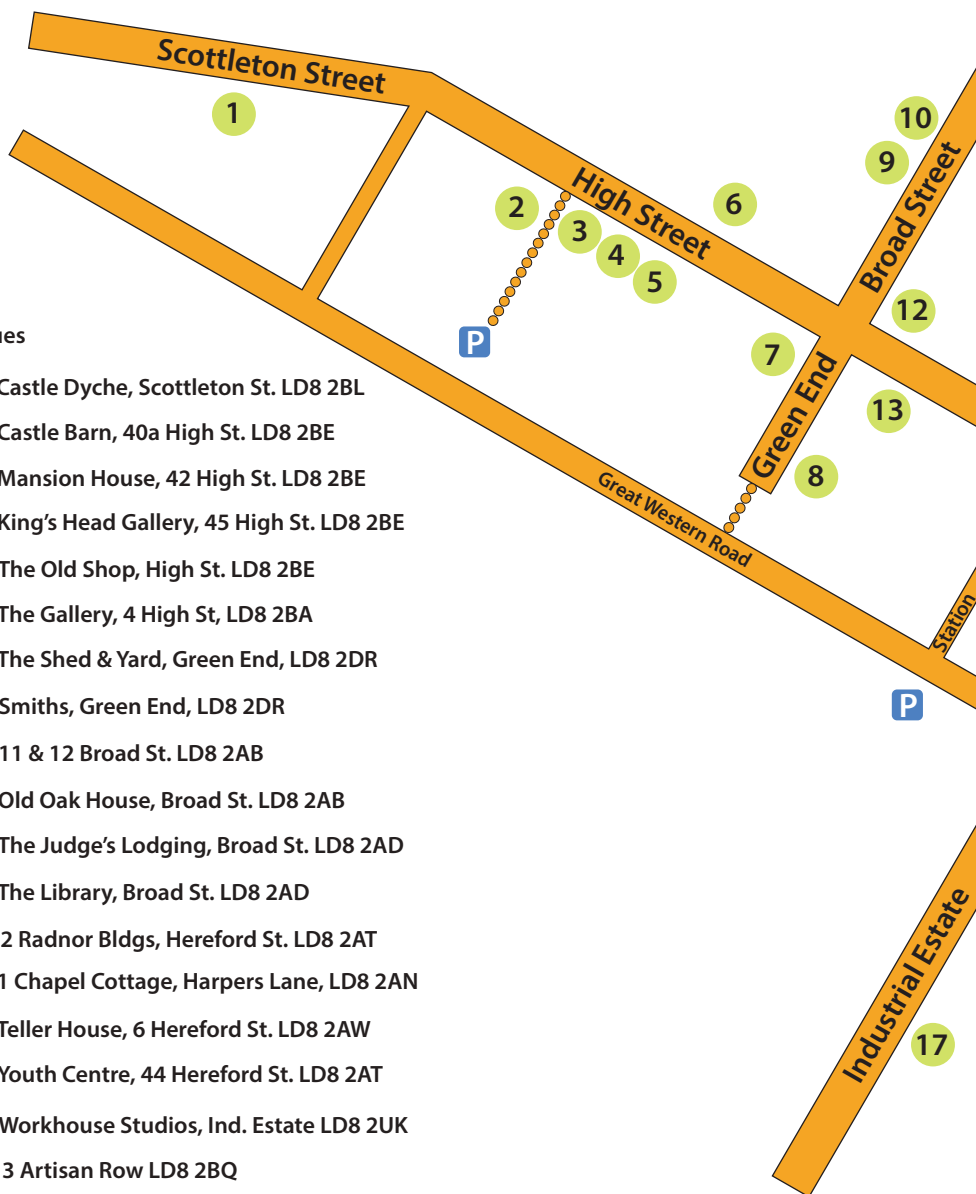 Scottleton Street
1
10
9
2
High Street
6
3
Broad Street
4
5
12
P
7
Green End
13
8
Great Western Road
Station
P
Industrial Estate
17
ues
Castle Dyche, Scottleton St. LD8 2BL
Castle Barn, 40a High St. LD8 2BE
Mansion House, 42 High St. LD8 2BE
King's Head Gallery, 45 High St. LD8 2BE
The Old Shop, High St. LD8 2BE
The Gallery, 4 High St, LD8 2BA
The Shed & Yard, Green End, LD8 2DR
Smiths, Green End, LD8 2DR
11 & 12 Broad St. LD8 2AB
Old Oak House, Broad St. LD8 2AB
The Judge's Lodging, Broad St. LD8 2AD
The Library, Broad St. LD8 2AD
2 Radnor Bldgs, Hereford St. LD8 2AT
1 Chapel Cottage, Harpers Lane, LD8 2AN
Teller House, 6 Hereford St. LD8 2AW
Youth Centre, 44 Hereford St. LD8 2AT
Workhouse Studios, Ind. Estate LD8 2UK
3 Artisan Row LD8 2BQ